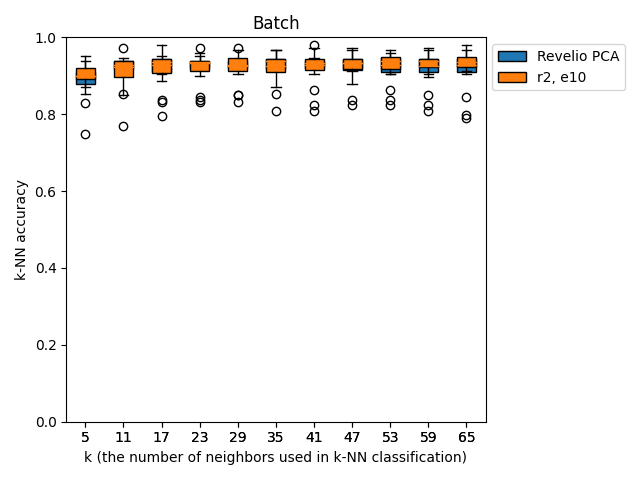 Batch
1.0
0.8
0.6
0.4
0.2
0.0
k-NN accuracy
5 11 17 23 29 35 41 47 53 59 65
k (the number of neighbors used in k-NN classification)
Revelio PCA
r2, e10